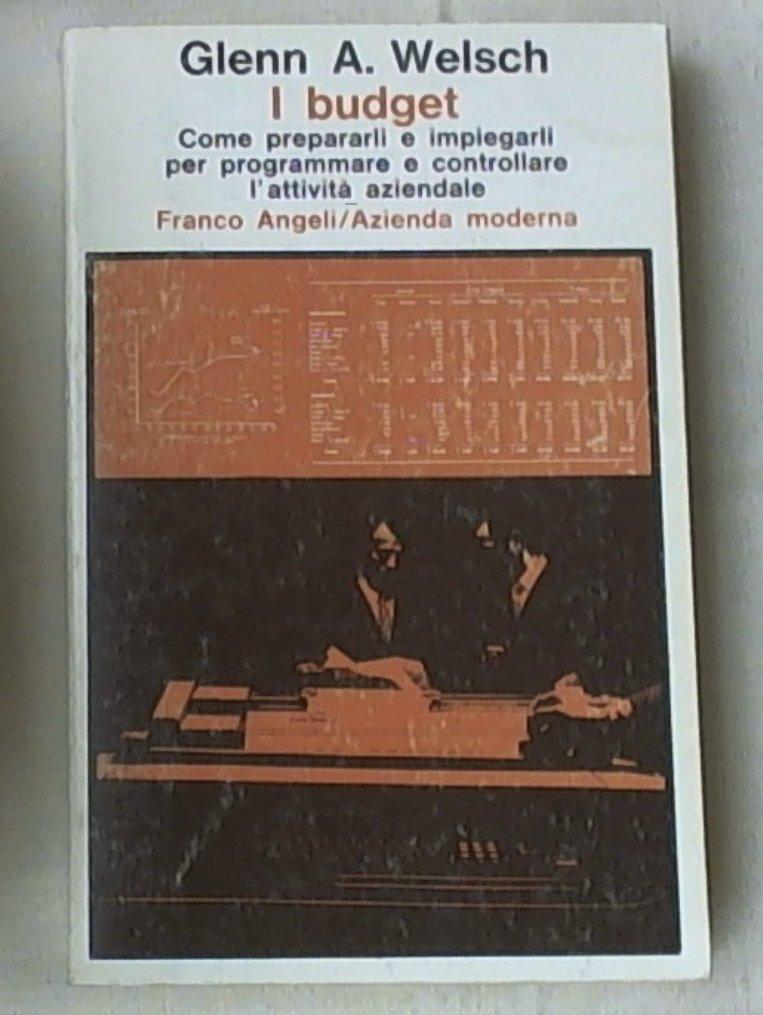 Glenn A. Welsch
I budget
Come prepararli e impiegarli
per programmare e controllare
l'attività aziendale
Franco Angeli/Azienda moderna